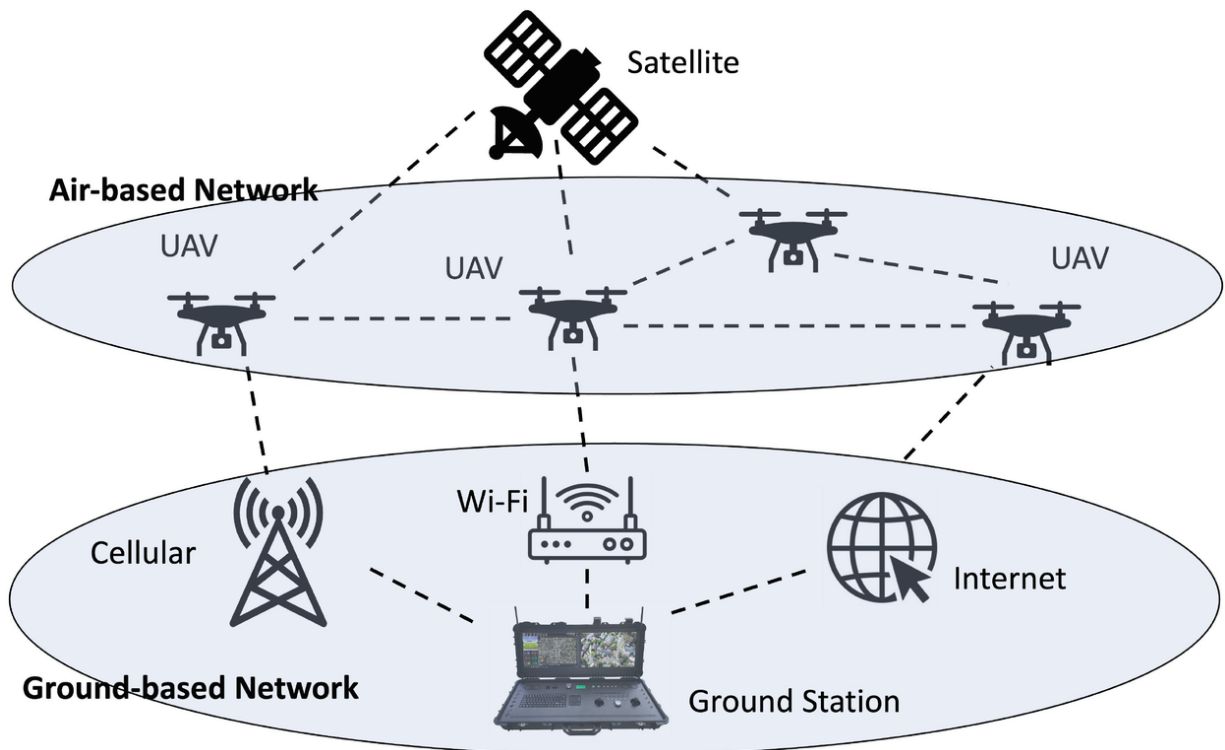 Satellite
Air-based Network
UAV
UAV
UAV
Wi-Fi
Cellular
Internet
Ground-based Network
Ground Station